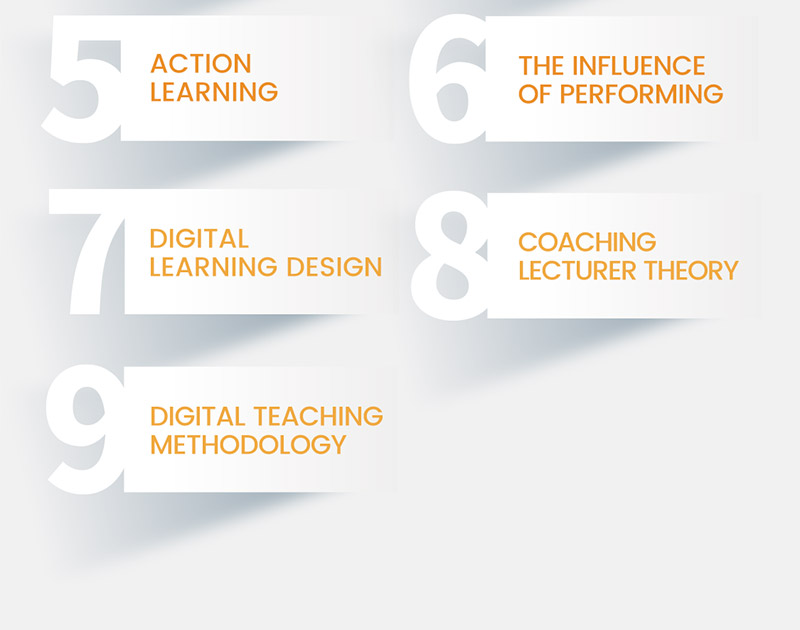 5
ACTION
LEARNING
6
THE INFLUENCE
OF PERFORMING
7
DIGITAL
LEARNING DESIGN
8
COACHING
LECTURER THEORY
9
DIGITAL TEACHING
METHODOLOGY